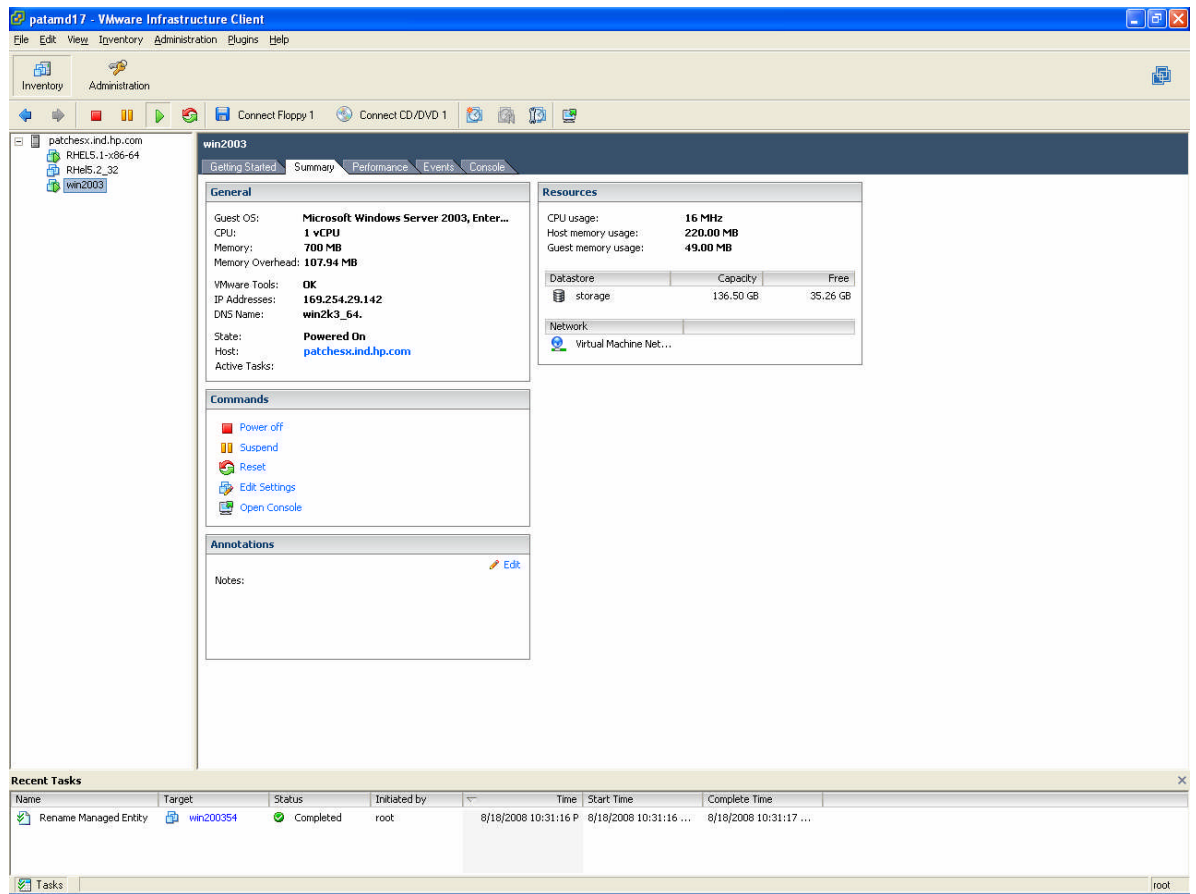 patamd17 - VMware Infrastructure Client
File Edit View Inventory Administration Plugins Help
Inventory Administration
Connect Floppy 1 Connect CD/DVD 1
patchesx.ind.hp.com
RHEL5.1-x86-64
RHel5.2_32
win2003
win2003
Getting Started Summary Performance Events Console
General
Guest OS: Microsoft Windows Server 2003, Enter...
CPU: 1 vCPU
Memory: 700 MB
Memory Overhead: 107.94 MB
VMware Tools: OK
IP Addresses: 169.254.29.142
DNS Name: win2k3_64.
State: Powered On
Host: patchesx.ind.hp.com
Active Tasks:
Commands
Power off
Suspend
Reset
Edit Settings
Open Console
Annotations
Edit
Notes:
Resources
CPU usage: 16 MHz
Host memory usage: 220.00 MB
Guest memory usage: 49.00 MB
Datastore Capacity Free
storage 136.50 GB 35.26 GB
Network
Virtual Machine Net...
Recent Tasks
Name Target Status Initiated by Time Start Time Complete Time
Rename Managed Entity win200354 Completed root 8/18/2008 10:31:16 P 8/18/2008 10:31:16 ... 8/18/2008 10:31:17 ...
Tasks root